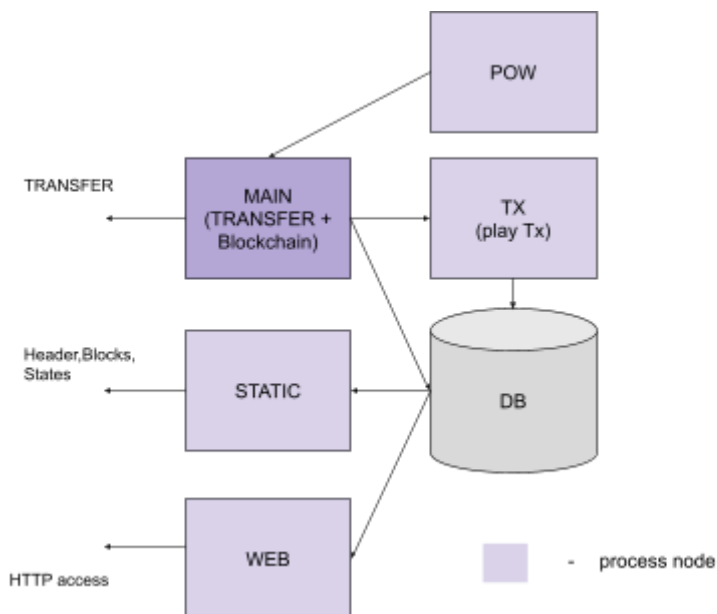 POW
TRANSFER
MAIN
(TRANSFER +
Blockchain)
TX
(play Tx)
Header,Blocks,
States
STATIC
DB
WEB
HTTP access
- process node